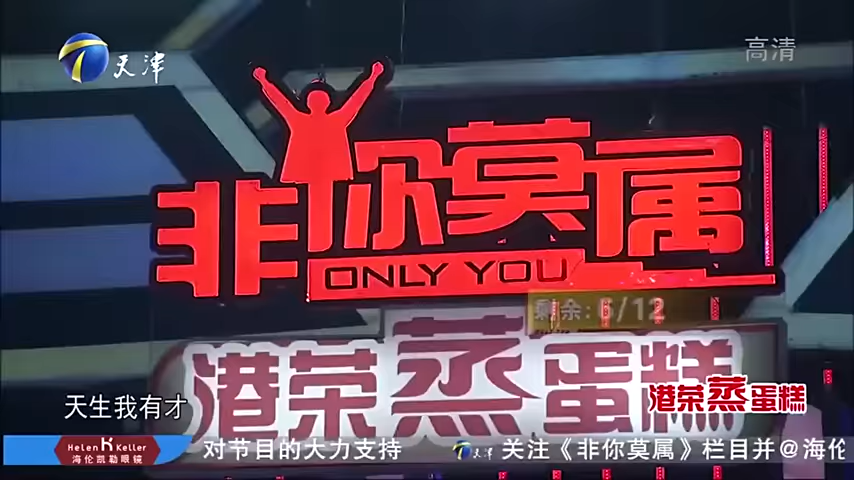 天津
高清
非你莫属
ONLY YOU
剩余: 6/12
港荣蒸蛋糕
港荣蒸蛋糕
天生我有才
Helen Keller
海伦凯勒眼镜
对节目的大力支持
天津 关注《非你莫属》栏目并@海伦